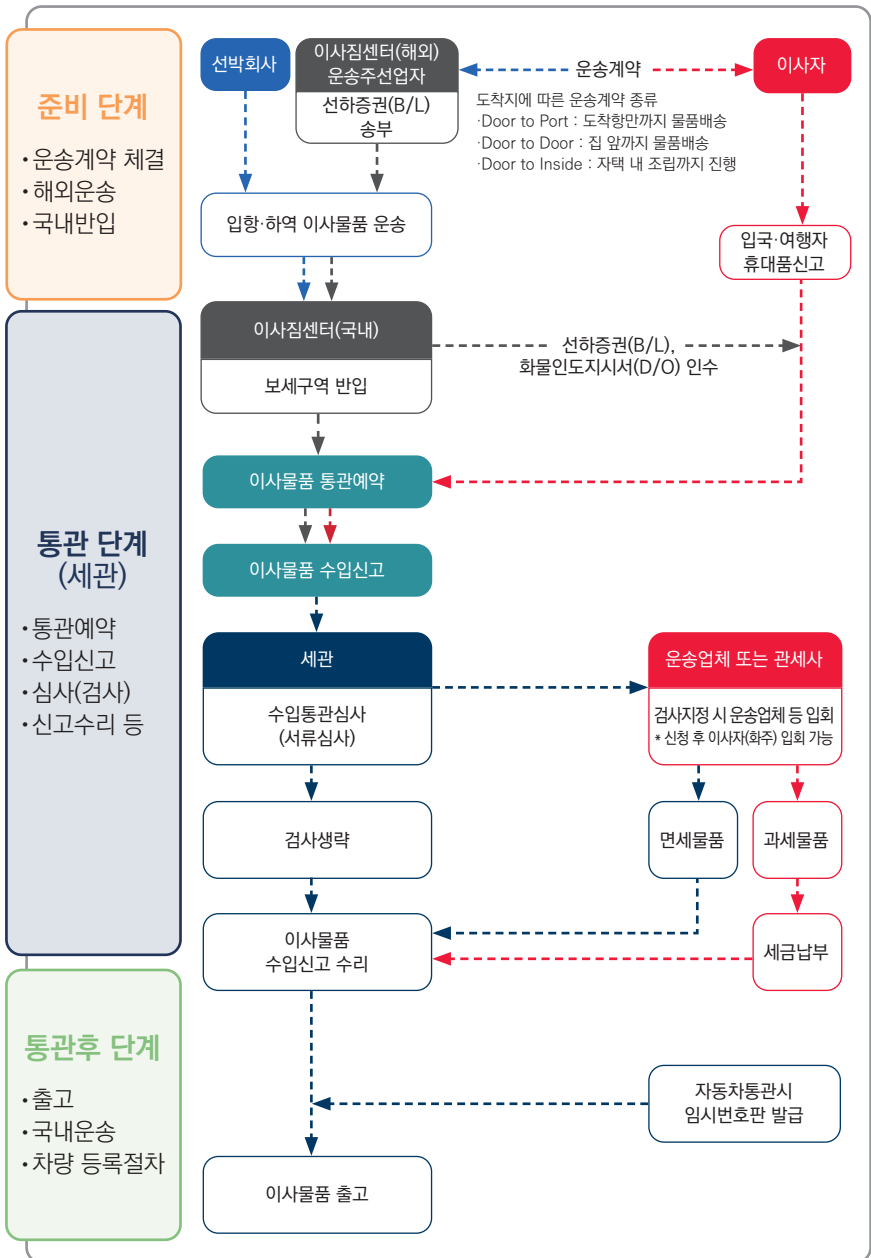 준비 단계
·운송계약 체결
·해외운송
·국내반입
선박회사
이사짐센터(해외)
운송주선업자
선하증권(B/L)
송부
운송계약
이사자
도착지에 따른 운송계약 종류
·Door to Port : 도착항만까지 물품배송
·Door to Door : 집 앞까지 물품배송
·Door to Inside : 자택 내 조립까지 진행
입항·하역 이사물품 운송
입국·여행자
휴대품신고
통관 단계
(세관)
·통관예약
·수입신고
·심사(검사)
·신고수리 등
이사짐센터(국내)
보세구역 반입
선하증권(B/L),
화물인도지시서(D/O) 인수
이사물품 통관예약
이사물품 수입신고
세관
수입통관심사
(서류심사)
운송업체 또는 관세사
검사지정 시 운송업체 등 입회
* 신청 후 이사자(화주) 입회 가능
검사생략
면세물품
과세물품
이사물품
수입신고 수리
세금납부
통관후 단계
·출고
·국내운송
·차량 등록절차
자동차통관시
임시번호판 발급
이사물품 출고